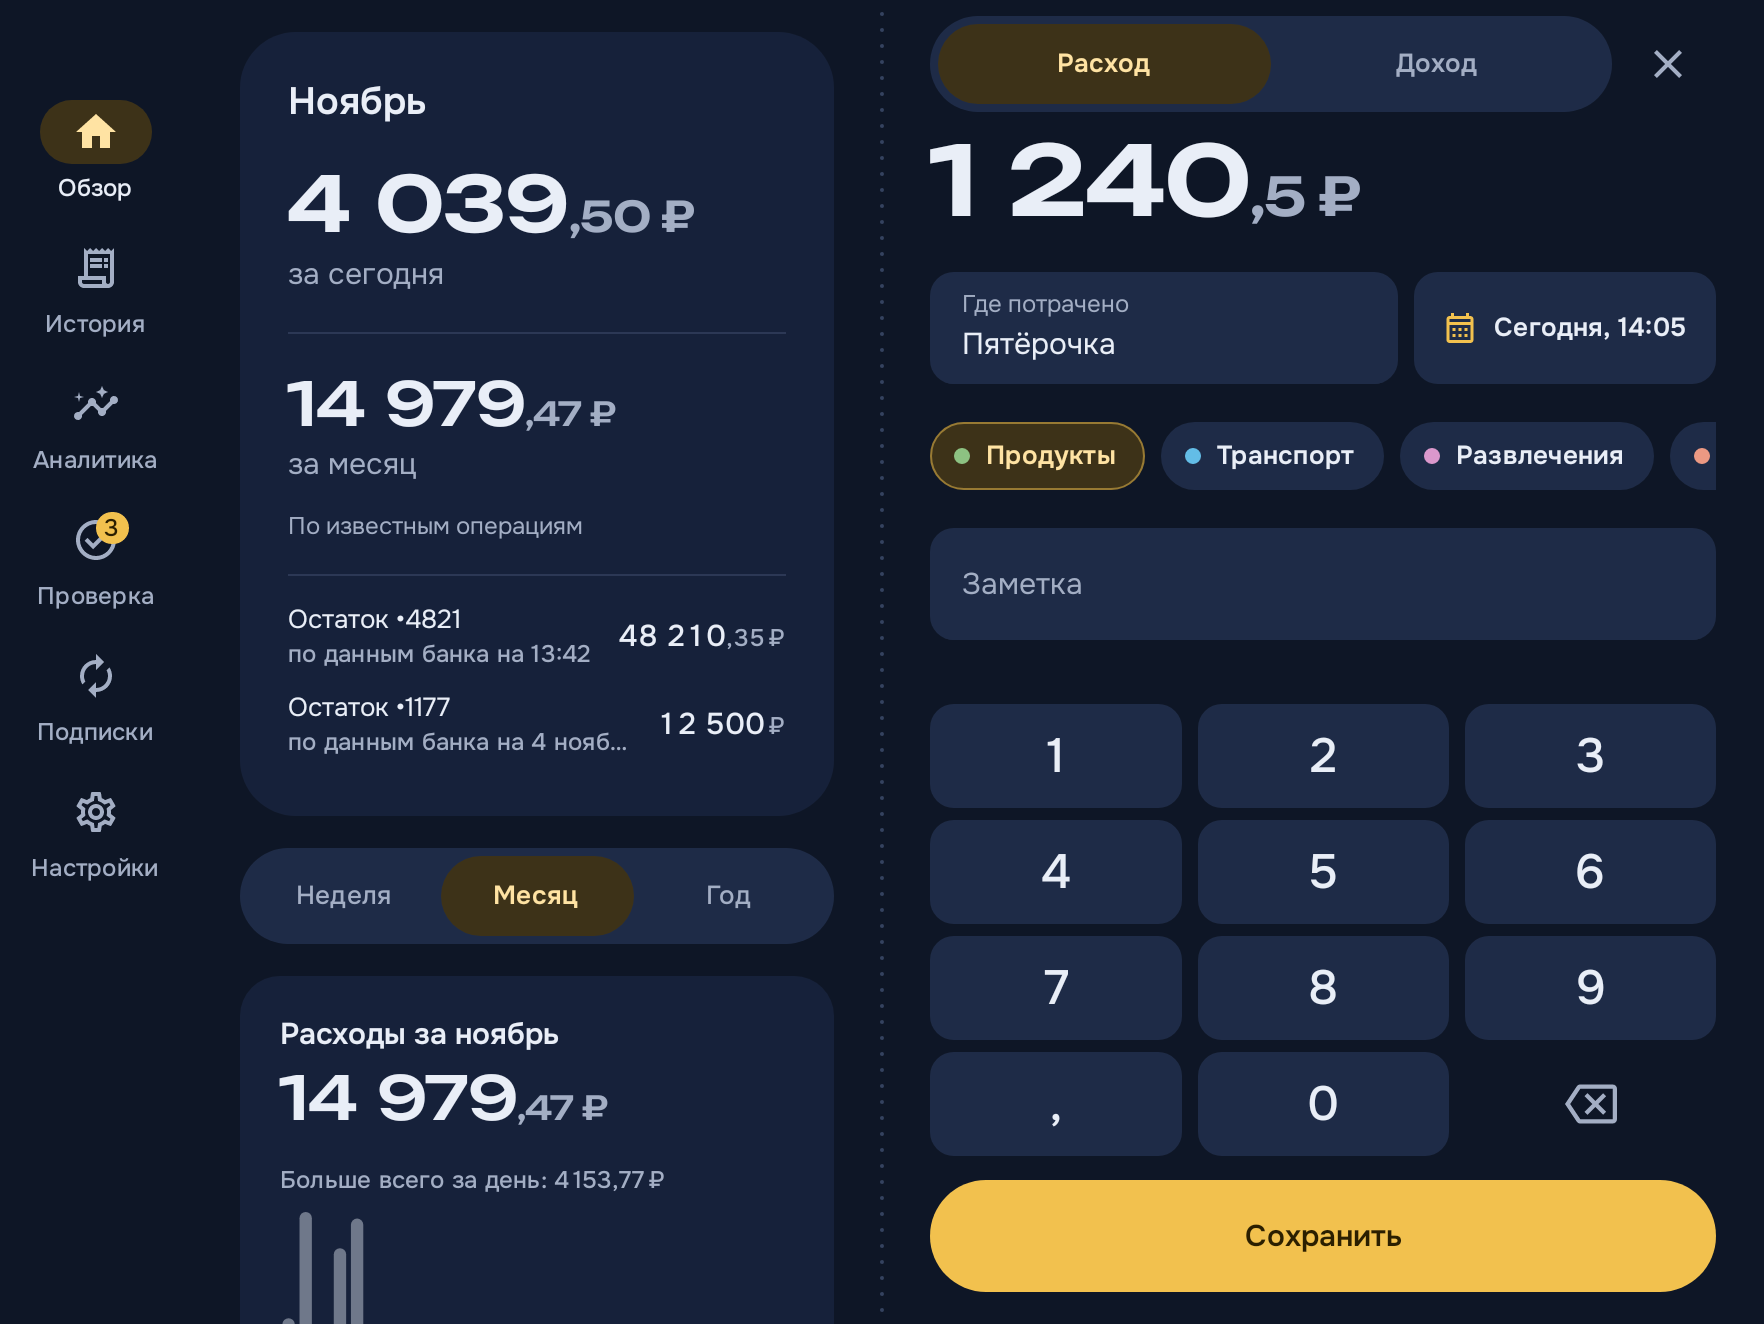 Обзор
История
Аналитика
3
Проверка
Подписки
Настройки
Ноябрь
4 039,50 ₽
за сегодня
14 979,47 ₽
за месяц
По известным операциям
Остаток •4821
по данным банка на 13:42
48 210,35 ₽
Остаток •1177
по данным банка на 4 нояб...
12 500 ₽
Неделя Месяц Год
Расходы за ноябрь
14 979,47 ₽
Больше всего за день: 4 153,77 ₽
Расход Доход
1 240,5 ₽
Где потрачено
Пятёрочка
Сегодня, 14:05
Продукты Транспорт Развлечения
Заметка
1 2 3
4 5 6
7 8 9
, 0
Сохранить